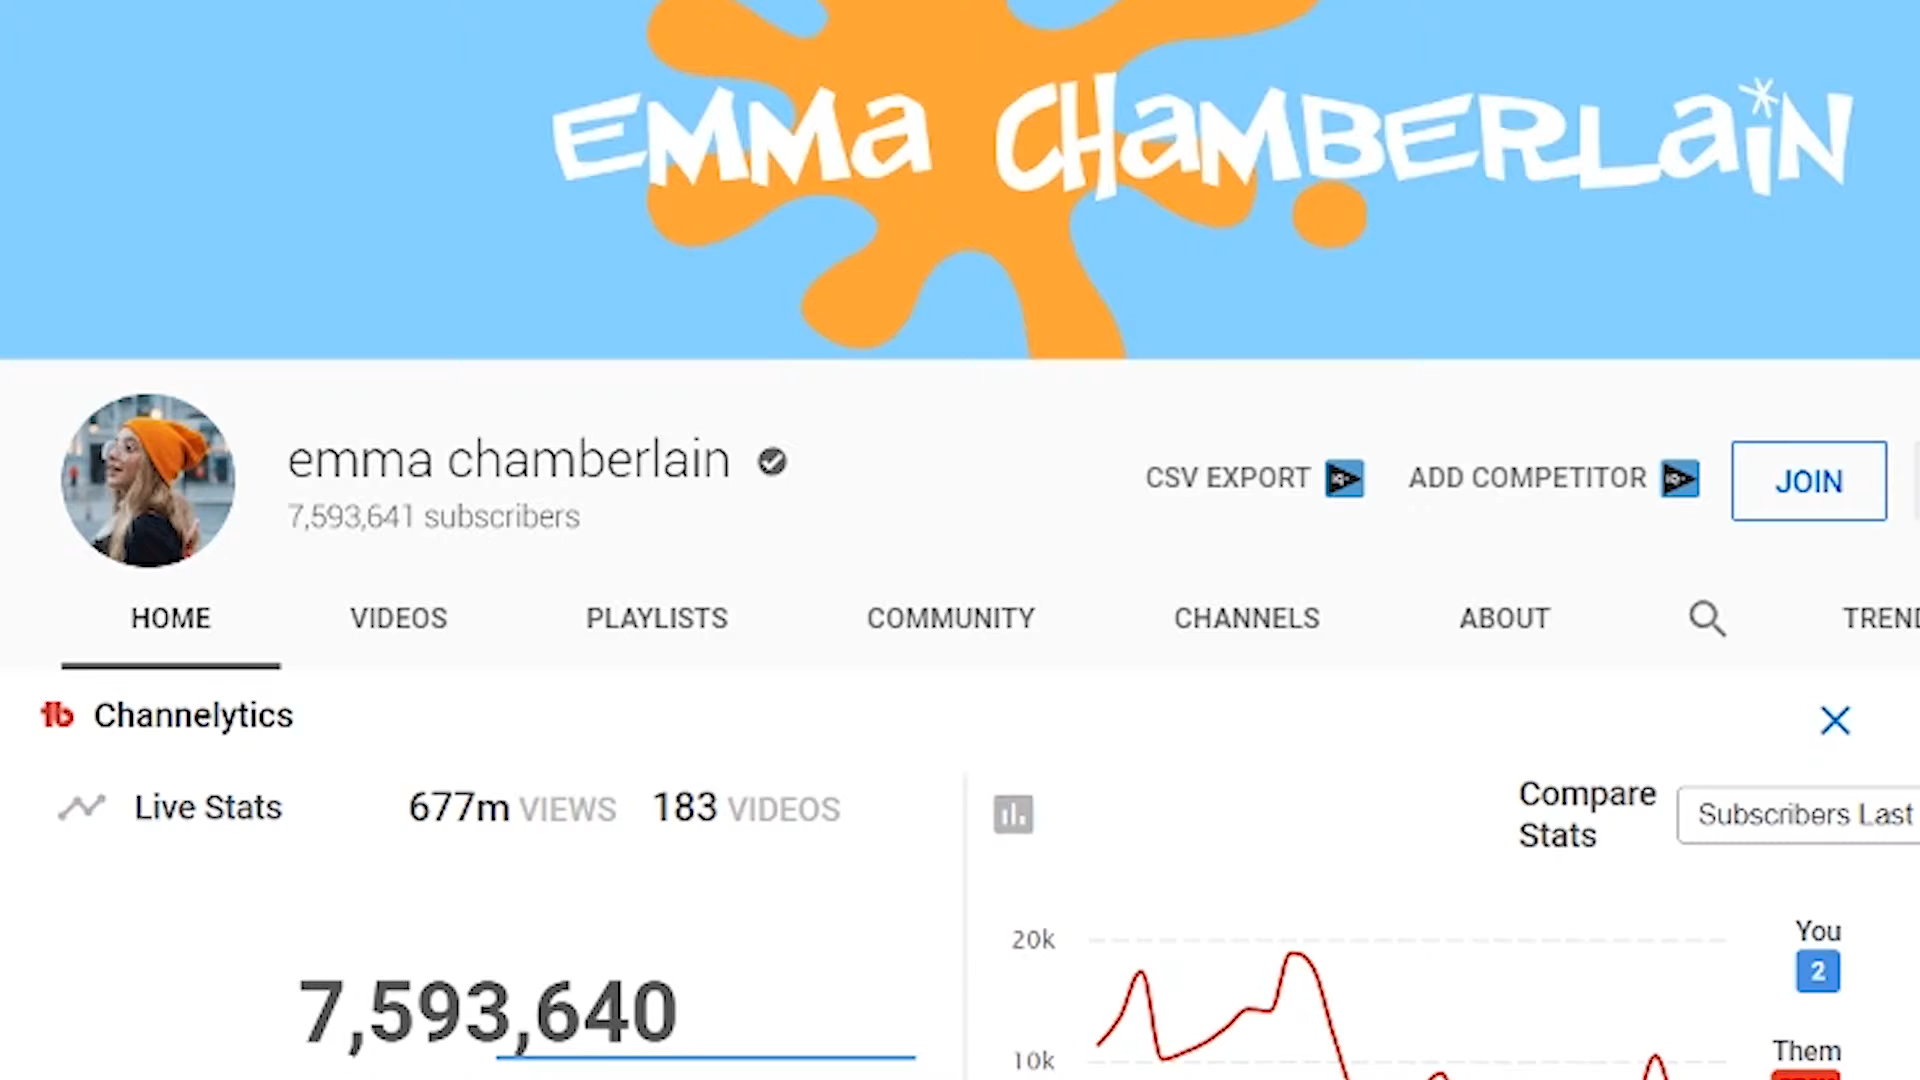 EMMA CHAMBERLAIN
emma chamberlain
7,593,641 subscribers
CSV EXPORT
ADD COMPETITOR
JOIN
HOME
VIDEOS
PLAYLISTS
COMMUNITY
CHANNELS
ABOUT
TREND
tb Channelytics
Live Stats
677m VIEWS
183 VIDEOS
Compare
Stats
Subscribers Last
7,593,640
20k
10k
You
2
Them